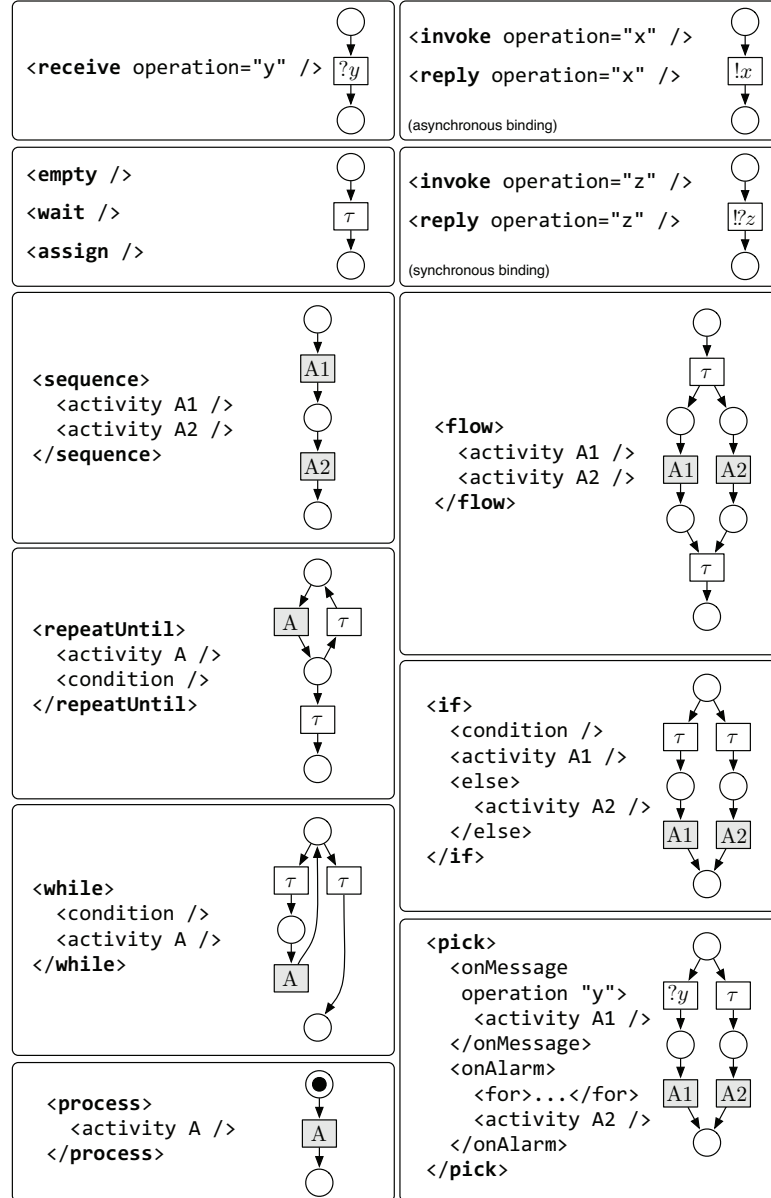 <receive operation="y" />
?y
<invoke operation="x" />
<reply operation="x" />
(asynchronous binding)
!x
<empty />
<wait />
<assign />
τ
<invoke operation="z" />
<reply operation="z" />
(synchronous binding)
!?z
<sequence>
<activity A1 />
<activity A2 />
</sequence>
A1
A2
<flow>
<activity A1 />
<activity A2 />
</flow>
τ
A1 A2
τ
<repeatUntil>
<activity A />
<condition />
</repeatUntil>
A τ
τ
<if>
<condition />
<activity A1 />
<else>
<activity A2 />
</else>
</if>
τ τ
A1 A2
<while>
<condition />
<activity A />
</while>
τ τ
A
<pick>
<onMessage
operation "y">
<activity A1 />
</onMessage>
<onAlarm>
<for>...</for>
<activity A2 />
</onAlarm>
</pick>
?y τ
A1 A2
<process>
<activity A />
</process>
A